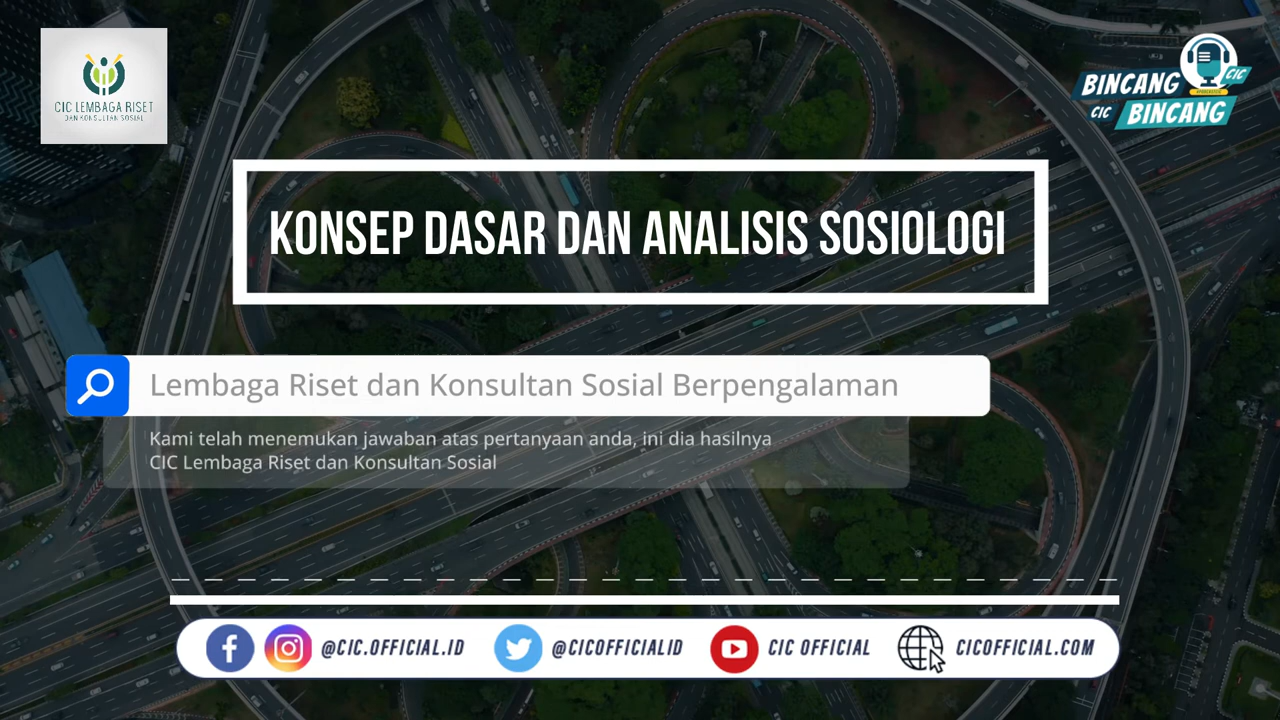 CIC LEMBAGA RISET
DAN KONSULTAN SOSIAL
BINCANG CIC
CIC BINCANG
KONSEP DASAR DAN ANALISIS SOSIOLOGI
Lembaga Riset dan Konsultan Sosial Berpengalaman
Kami telah menemukan jawaban atas pertanyaan anda, ini dia hasilnya
CIC Lembaga Riset dan Konsultan Sosial
@CIC.OFFICIAL.ID @CICOFFICIALID CIC OFFICIAL CICOFFICIAL.COM